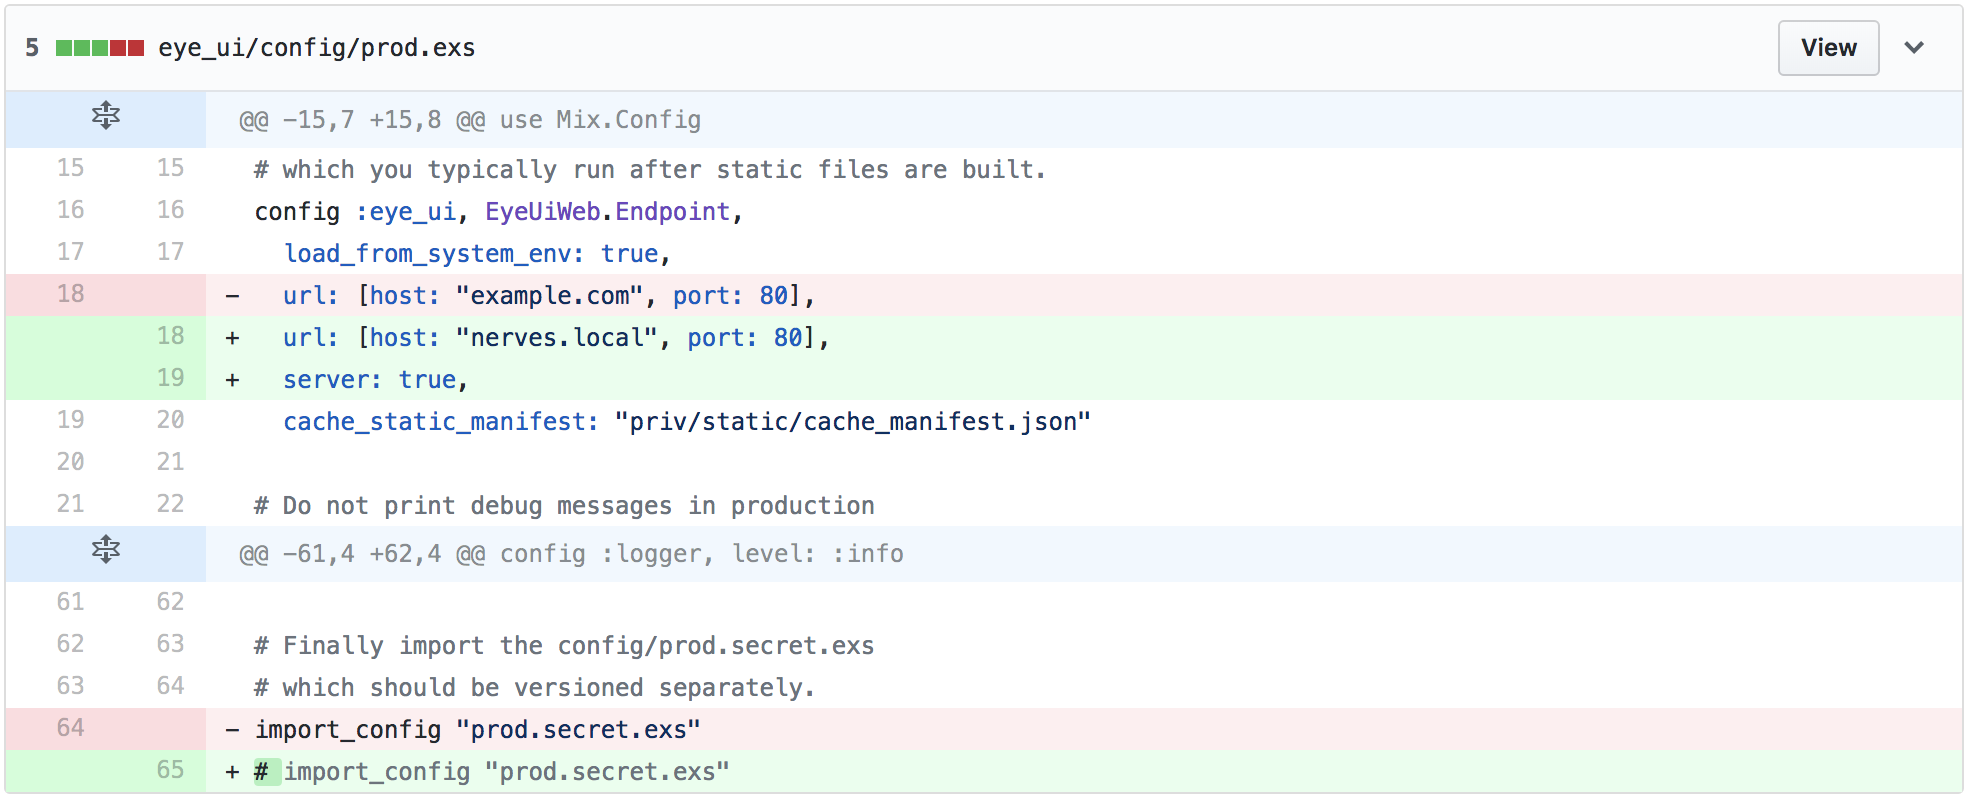 5 eye_ui/config/prod.exs View
@@ -15,7 +15,8 @@ use Mix.Config
15 15 # which you typically run after static files are built.
16 16 config :eye_ui, EyeUiWeb.Endpoint,
17 17 load_from_system_env: true,
18 - url: [host: "example.com", port: 80],
18 + url: [host: "nerves.local", port: 80],
19 + server: true,
19 20 cache_static_manifest: "priv/static/cache_manifest.json"
20 21
21 22 # Do not print debug messages in production
@@ -61,4 +62,4 @@ config :logger, level: :info
61 62
62 63 # Finally import the config/prod.secret.exs
63 64 # which should be versioned separately.
64 - import_config "prod.secret.exs"
65 + # import_config "prod.secret.exs"